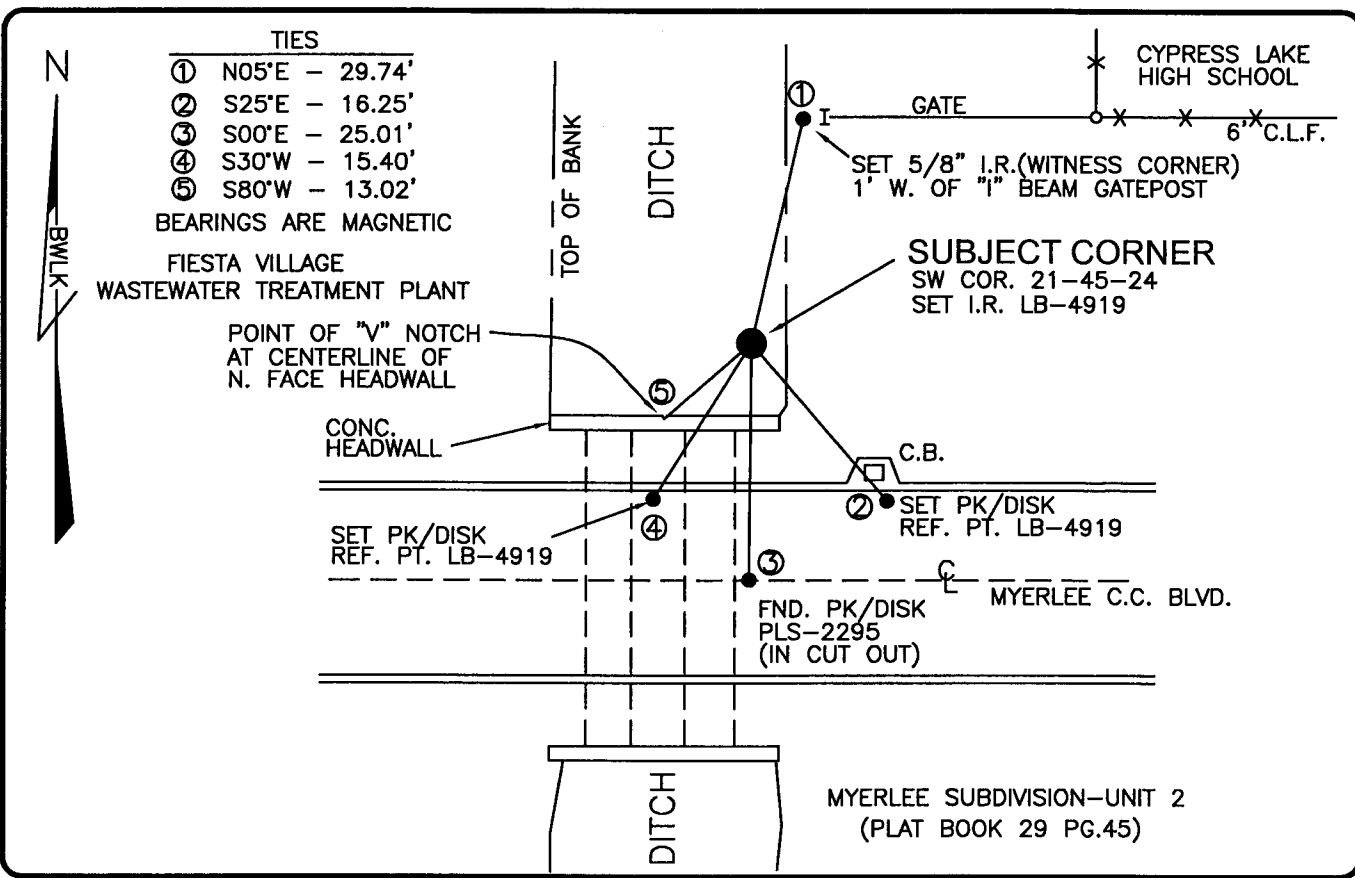 N
TIES
① N05°E – 29.74'
② S25°E – 16.25'
③ S00°E – 25.01'
④ S30°W – 15.40'
⑤ S80°W – 13.02'
BEARINGS ARE MAGNETIC
BWLK
FIESTA VILLAGE
WASTEWATER TREATMENT PLANT
POINT OF "V" NOTCH
AT CENTERLINE OF
N. FACE HEADWALL
CONC.
HEADWALL
TOP OF BANK
DITCH
①
I
GATE
CYPRESS LAKE
HIGH SCHOOL
6' C.L.F.
SET 5/8" I.R.(WITNESS CORNER)
1' W. OF "I" BEAM GATEPOST
SUBJECT CORNER
SW COR. 21–45–24
SET I.R. LB–4919
⑤
C.B.
②
SET PK/DISK
REF. PT. LB–4919
④
SET PK/DISK
REF. PT. LB–4919
③
FND. PK/DISK
PLS–2295
(IN CUT OUT)
CL
MYERLEE C.C. BLVD.
DITCH
MYERLEE SUBDIVISION–UNIT 2
(PLAT BOOK 29 PG.45)